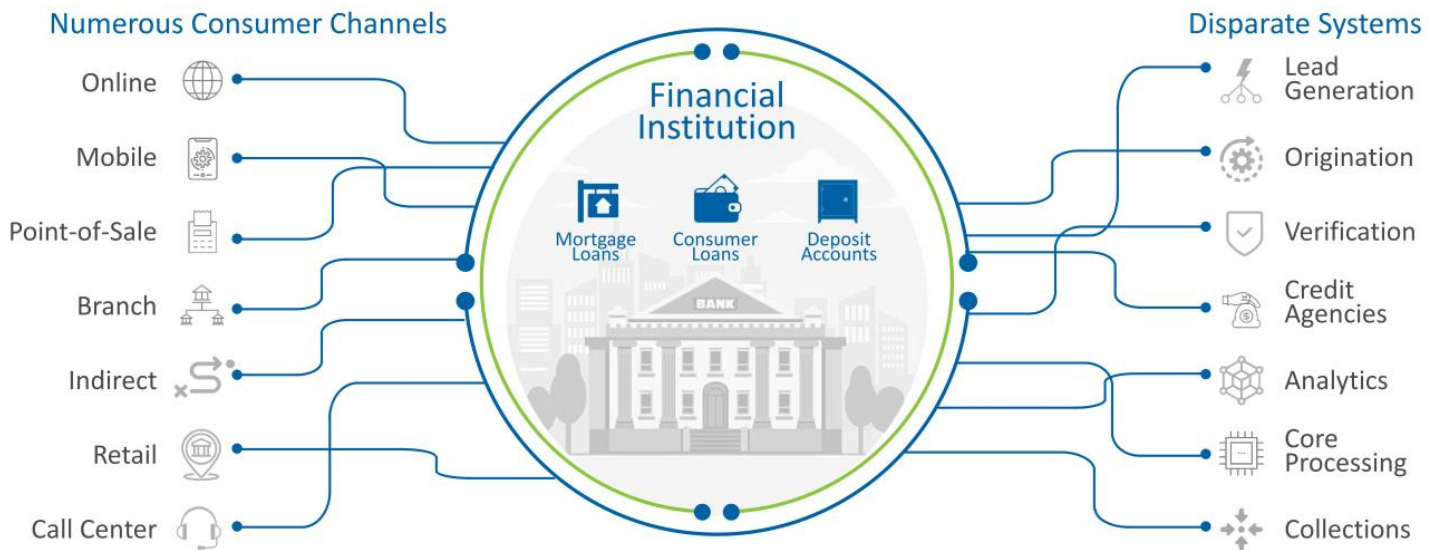 Numerous Consumer Channels
Online
Mobile
Point-of-Sale
Branch
Indirect
Retail
Call Center
Financial
Institution
Mortgage
Loans
Consumer
Loans
Deposit
Accounts
BANK
Disparate Systems
Lead
Generation
Origination
Verification
Credit
Agencies
Analytics
Core
Processing
Collections